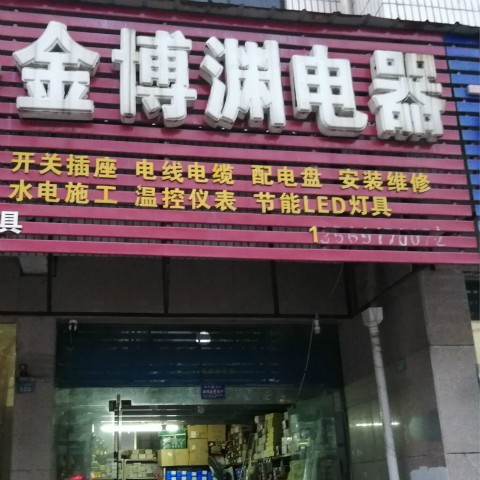 金博渊电器
开关插座 电线电缆 配电盘 安装维修
水电施工 温控仪表 节能LED灯具
具